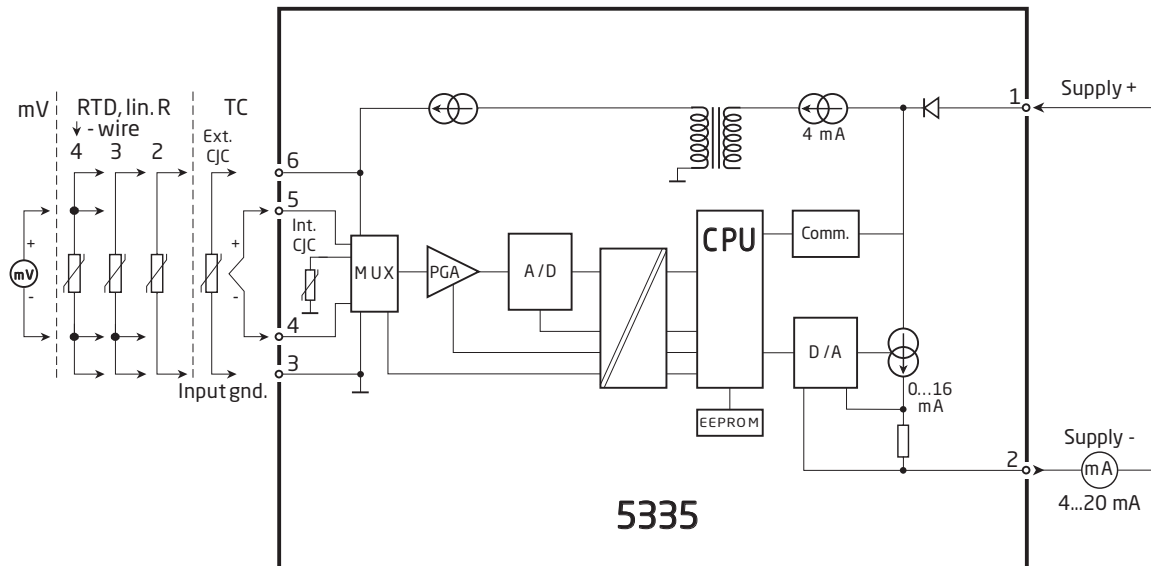 mV
RTD, lin. R
↓ - wire
4 3 2
TC
Ext.
CJC
+
-
mV
+
-
Input gnd.
6
5
4
3
Int.
CJC
MUX
PGA
A/D
CPU
EEPROM
Comm.
D/A
4 mA
0...16
mA
1
Supply +
2
Supply -
mA
4...20 mA
5335